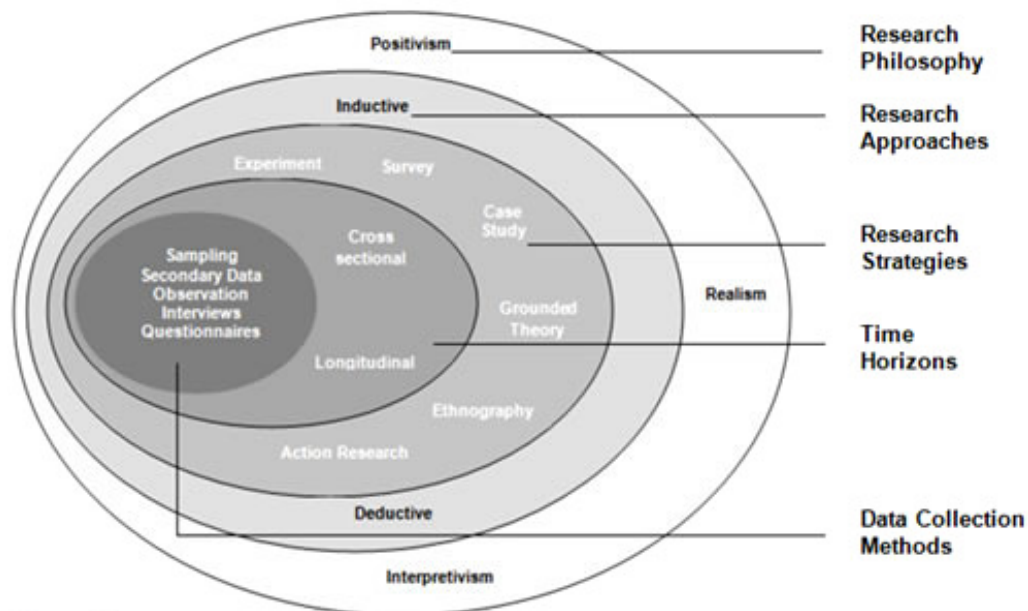 Positivism
Research
Philosophy
Inductive
Research
Approaches
Experiment
Survey
Case
Study
Research
Strategies
Cross
sectional
Sampling
Secondary Data
Observation
Interviews
Questionnaires
Realism
Grounded
Theory
Time
Horizons
Longitudinal
Ethnography
Action Research
Deductive
Data Collection
Methods
Interpretivism